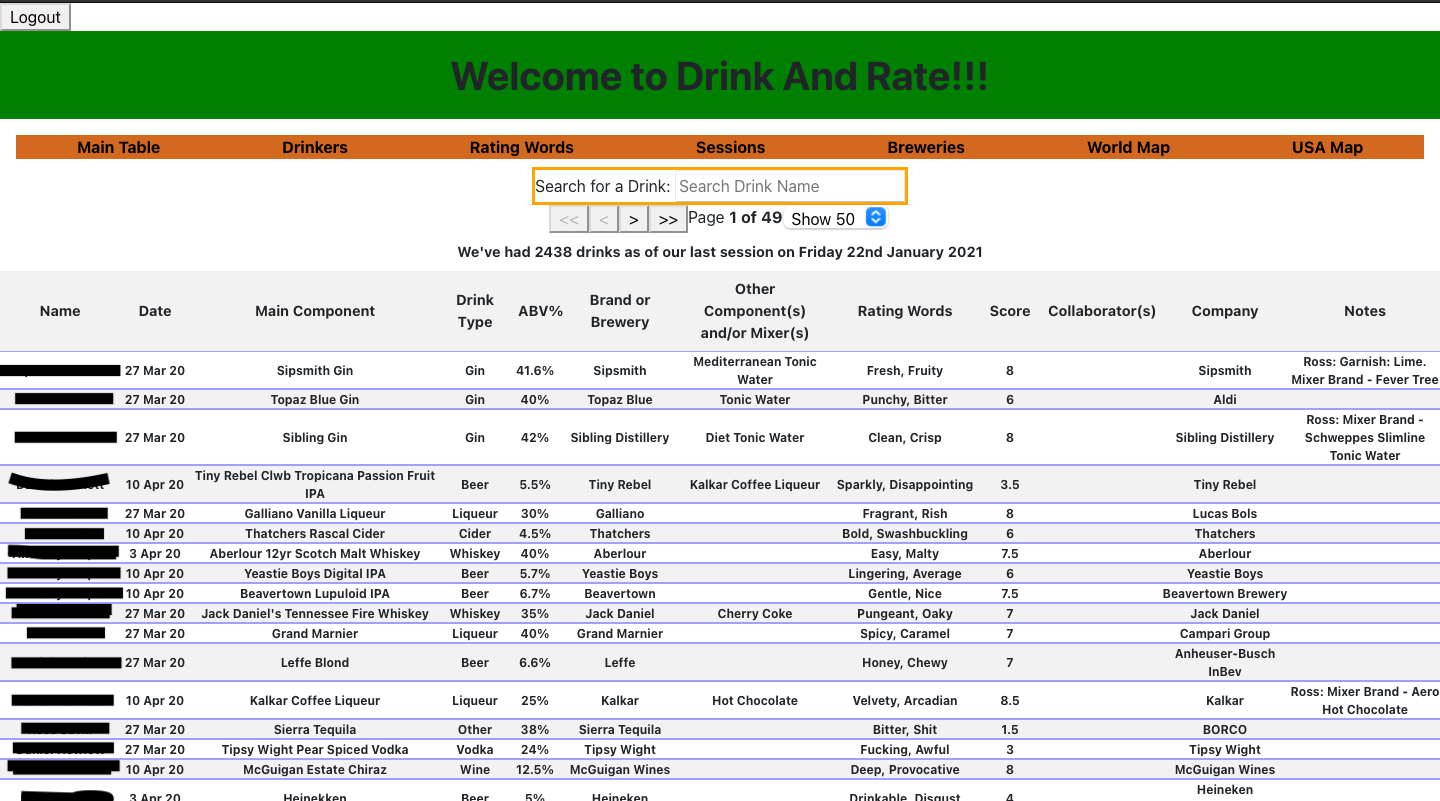 Logout
Welcome to Drink And Rate!!!
Main Table Drinkers Rating Words Sessions Breweries World Map USA Map
Search for a Drink: Search Drink Name
<< < > >> Page 1 of 49 Show 50
We've had 2438 drinks as of our last session on Friday 22nd January 2021
Name Date Main Component Drink Type ABV% Brand or Brewery Other Component(s) and/or Mixer(s) Rating Words Score Collaborator(s) Company Notes
27 Mar 20 Sipsmith Gin Gin 41.6% Sipsmith Mediterranean Tonic Water Fresh, Fruity 8 Sipsmith Ross: Garnish: Lime. Mixer Brand - Fever Tree
27 Mar 20 Topaz Blue Gin Gin 40% Topaz Blue Tonic Water Punchy, Bitter 6 Aldi
27 Mar 20 Sibling Gin Gin 42% Sibling Distillery Diet Tonic Water Clean, Crisp 8 Sibling Distillery Ross: Mixer Brand - Schweppes Slimline Tonic Water
10 Apr 20 Tiny Rebel Clwb Tropicana Passion Fruit IPA Beer 5.5% Tiny Rebel Kalkar Coffee Liqueur Sparkly, Disappointing 3.5 Tiny Rebel
27 Mar 20 Galliano Vanilla Liqueur Liqueur 30% Galliano Fragrant, Rish 8 Lucas Bols
10 Apr 20 Thatchers Rascal Cider Cider 4.5% Thatchers Bold, Swashbuckling 6 Thatchers
3 Apr 20 Aberlour 12yr Scotch Malt Whiskey Whiskey 40% Aberlour Easy, Malty 7.5 Aberlour
10 Apr 20 Yeastie Boys Digital IPA Beer 5.7% Yeastie Boys Lingering, Average 6 Yeastie Boys
10 Apr 20 Beavertown Lupuloid IPA Beer 6.7% Beavertown Gentle, Nice 7.5 Beavertown Brewery
27 Mar 20 Jack Daniel's Tennessee Fire Whiskey Whiskey 35% Jack Daniel Cherry Coke Pungeant, Oaky 7 Jack Daniel
27 Mar 20 Grand Marnier Liqueur 40% Grand Marnier Spicy, Caramel 7 Campari Group
27 Mar 20 Leffe Blond Beer 6.6% Leffe Honey, Chewy 7 Anheuser-Busch InBev
10 Apr 20 Kalkar Coffee Liqueur Liqueur 25% Kalkar Hot Chocolate Velvety, Arcadian 8.5 Kalkar Ross: Mixer Brand - Aero Hot Chocolate
27 Mar 20 Sierra Tequila Other 38% Sierra Tequila Bitter, Shit 1.5 BORCO
27 Mar 20 Tipsy Wight Pear Spiced Vodka Vodka 24% Tipsy Wight Fucking, Awful 3 Tipsy Wight
10 Apr 20 McGuigan Estate Chiraz Wine 12.5% McGuigan Wines Deep, Provocative 8 McGuigan Wines
3 Apr 20 Heinekken Beer 5% Heineken Drinkable, Disgust 4 Heineken